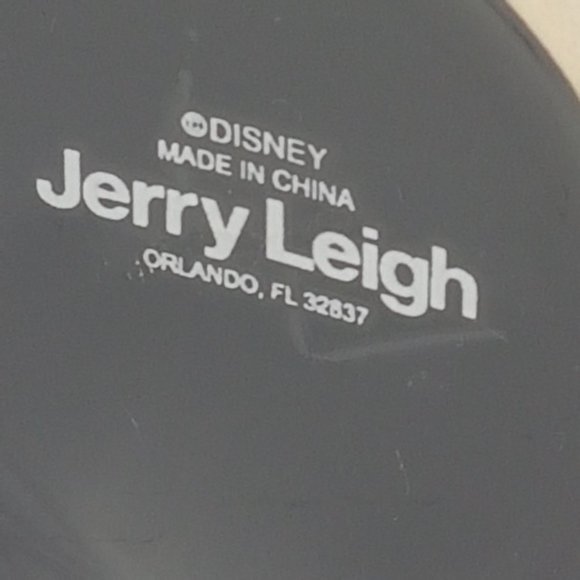 ©DISNEY
MADE IN CHINA
Jerry Leigh
ORLANDO, FL 32837